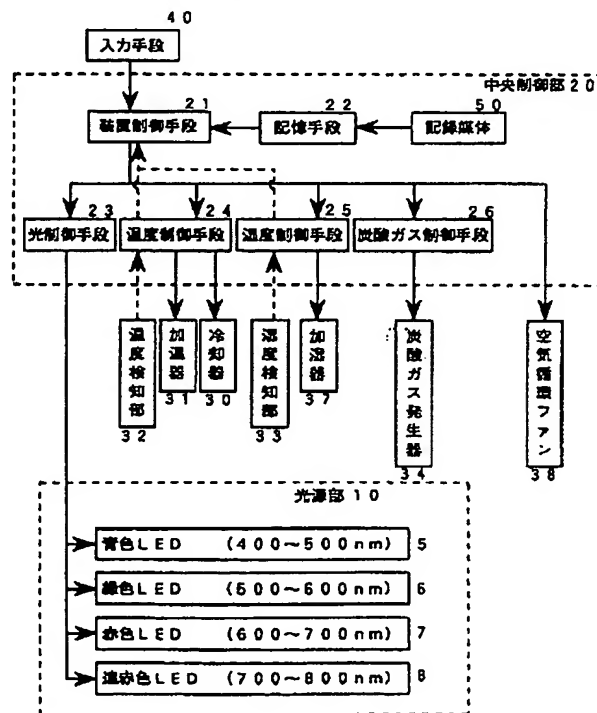 40
入力手段
中央制御部20
21
装置制御手段
22
記憶手段
50
記録媒体
23
光制御手段
24
温度制御手段
25
湿度制御手段
26
炭酸ガス制御手段
温度検知部
32
加温器
31
冷却器
30
湿度検知部
33
加湿器
37
炭酸ガス発生器
34
空気循環ファン
38
光源部10
青色LED (400~500nm) 5
緑色LED (500~600nm) 6
赤色LED (600~700nm) 7
遠赤色LED (700~800nm) 8